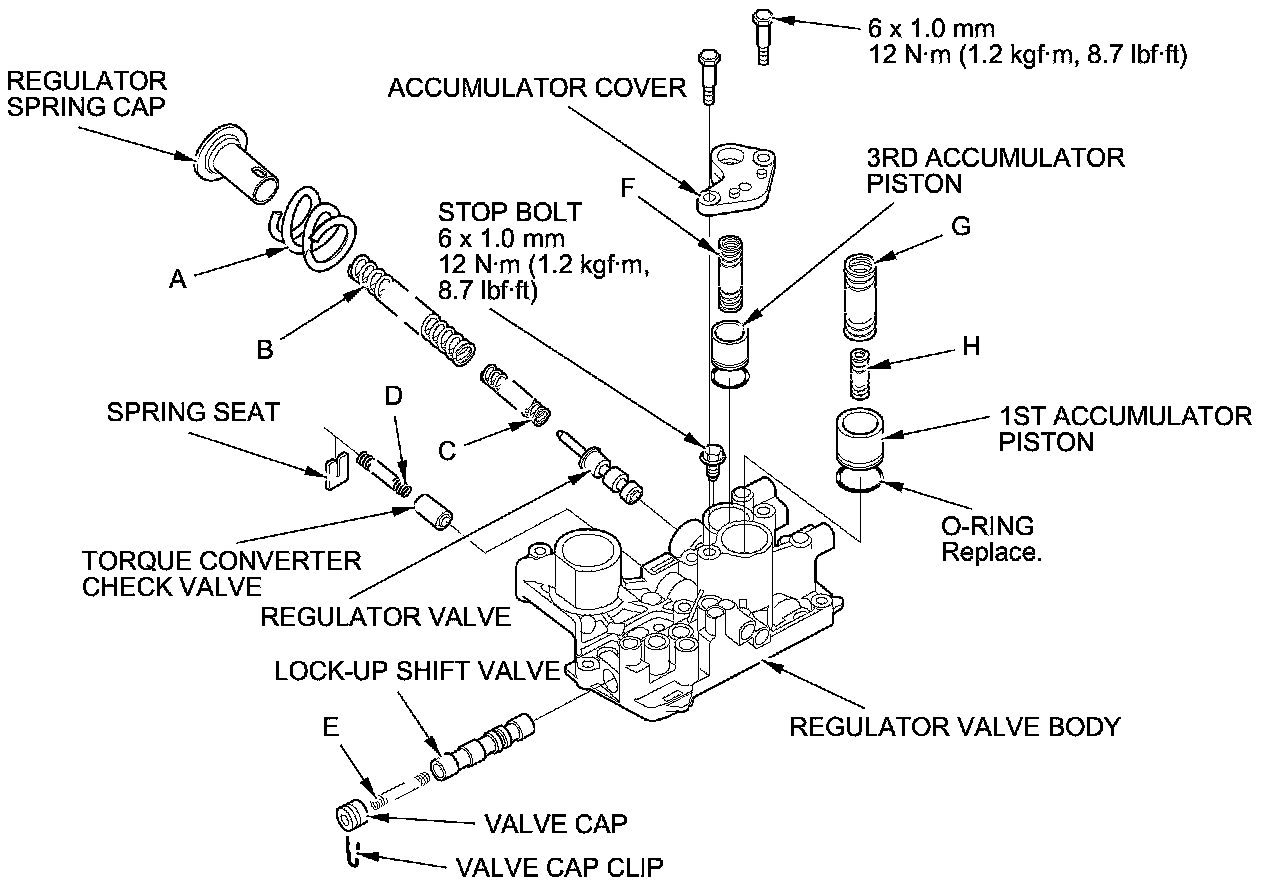 6 x 1.0 mm
12 N·m (1.2 kgf·m, 8.7 lbf·ft)
REGULATOR
SPRING CAP
ACCUMULATOR COVER
3RD ACCUMULATOR
PISTON
F
STOP BOLT
6 x 1.0 mm
12 N·m (1.2 kgf·m,
8.7 lbf·ft)
G
A
B
H
D
SPRING SEAT
C
1ST ACCUMULATOR
PISTON
O-RING
Replace.
TORQUE CONVERTER
CHECK VALVE
REGULATOR VALVE
LOCK-UP SHIFT VALVE
E
REGULATOR VALVE BODY
VALVE CAP
VALVE CAP CLIP